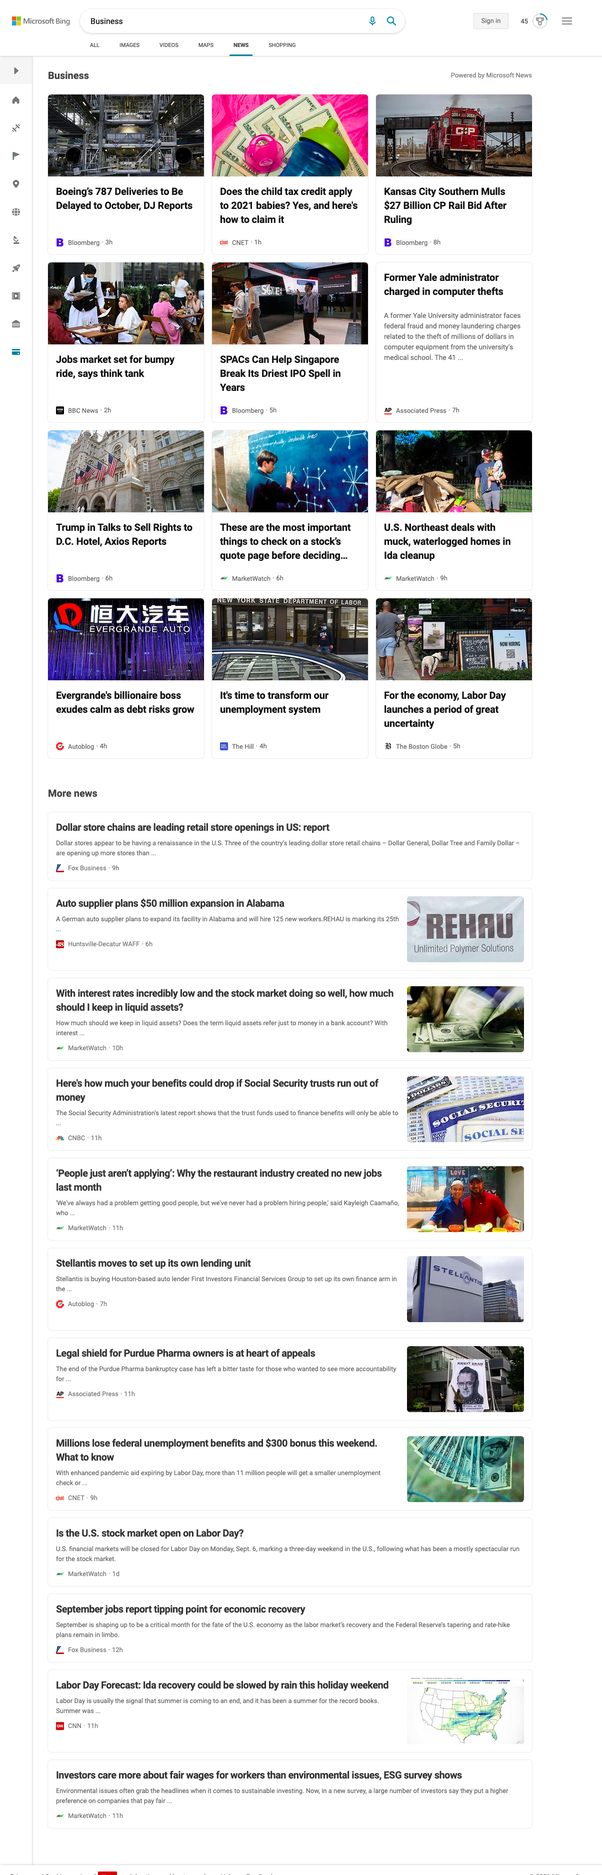 Microsoft Bing
Business
Sign in
45
ALL
IMAGES
VIDEOS
MAPS
NEWS
SHOPPING
Business
Powered by Microsoft News
Boeing's 787 Deliveries to Be
Delayed to October, DJ Reports
Bloomberg · 3h
Does the child tax credit apply
to 2021 babies? Yes, and here's
how to claim it
CNET · 1h
CP
Kansas City Southern Mulls
$27 Billion CP Rail Bid After
Ruling
Bloomberg · 8h
Jobs market set for bumpy
ride, says think tank
BBC News · 2h
SPACs Can Help Singapore
Break Its Driest IPO Spell in
Years
Bloomberg · 5h
Former Yale administrator
charged in computer thefts
A former Yale University administrator faces
federal fraud and money laundering charges
related to the theft of millions of dollars in
computer equipment from the university's
medical school. The 41 ...
AP Associated Press · 7h
Trump in Talks to Sell Rights to
D.C. Hotel, Axios Reports
Bloomberg · 6h
These are the most important
things to check on a stock's
quote page before deciding...
MarketWatch · 6h
U.S. Northeast deals with
muck, waterlogged homes in
Ida cleanup
MarketWatch · 9h
恒大汽车
EVERGRANDE AUTO
Evergrande's billionaire boss
exudes calm as debt risks grow
Autoblog · 4h
NEW YORK STATE DEPARTMENT OF LABOR
It's time to transform our
unemployment system
The Hill · 4h
NOW HIRING
For the economy, Labor Day
launches a period of great
uncertainty
The Boston Globe · 5h
More news
Dollar store chains are leading retail store openings in US: report
Dollar stores appear to be having a renaissance in the U.S. Three of the country's leading dollar store retail chains – Dollar General, Dollar Tree and Family Dollar –
are opening up more stores than ...
Fox Business · 9h
Auto supplier plans $50 million expansion in Alabama
A German auto supplier plans to expand its facility in Alabama and will hire 125 new workers.REHAU is marking its 25th
...
Huntsville-Decatur WAFF · 6h
REHAU
Unlimited Polymer Solutions
With interest rates incredibly low and the stock market doing so well, how much
should I keep in liquid assets?
How much should we keep in liquid assets? Does the term liquid assets refer just to money in a bank account? With
interest ...
MarketWatch · 10h
Here's how much your benefits could drop if Social Security trusts run out of
money
The Social Security Administration's latest report shows that the trust funds used to finance benefits will only be able to
...
CNBC · 11h
SOCIAL SECURI
SOCIAL SE
'People just aren't applying': Why the restaurant industry created no new jobs
last month
'We've always had a problem getting good people, but we've never had a problem hiring people,' said Kayleigh Caamaño,
who ...
MarketWatch · 11h
LOVE
Stellantis moves to set up its own lending unit
Stellantis is buying Houston-based auto lender First Investors Financial Services Group to set up its own finance arm in
the ...
Autoblog · 7h
STELLANTIS
Legal shield for Purdue Pharma owners is at heart of appeals
The end of the Purdue Pharma bankruptcy case has left a bitter taste for those who wanted to see more accountability
for ...
AP Associated Press · 11h
Millions lose federal unemployment benefits and $300 bonus this weekend.
What to know
With enhanced pandemic aid expiring by Labor Day, more than 11 million people will get a smaller unemployment
check or ...
CNET · 9h
Is the U.S. stock market open on Labor Day?
U.S. financial markets will be closed for Labor Day on Monday, Sept. 6, marking a three-day weekend in the U.S., following what has been a mostly spectacular run
for the stock market.
MarketWatch · 1d
September jobs report tipping point for economic recovery
September is shaping up to be a critical month for the fate of the U.S. economy as the labor market's recovery and the Federal Reserve's tapering and rate-hike
plans remain in limbo.
Fox Business · 12h
Labor Day Forecast: Ida recovery could be slowed by rain this holiday weekend
Labor Day is usually the signal that summer is coming to an end, and it has been a summer for the record books.
Summer was ...
CNN · 11h
Investors care more about fair wages for workers than environmental issues, ESG survey shows
Environmental issues often grab the headlines when it comes to sustainable investing. Now, in a new survey, a large number of investors say they put a higher
preference on companies that pay fair ...
MarketWatch · 11h